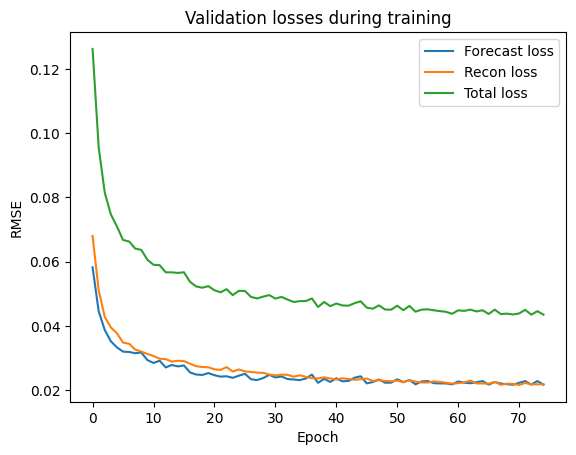 Validation losses during training
Forecast loss
Recon loss
Total loss
0.12
0.10
0.08
0.06
0.04
0.02
RMSE
0 10 20 30 40 50 60 70
Epoch